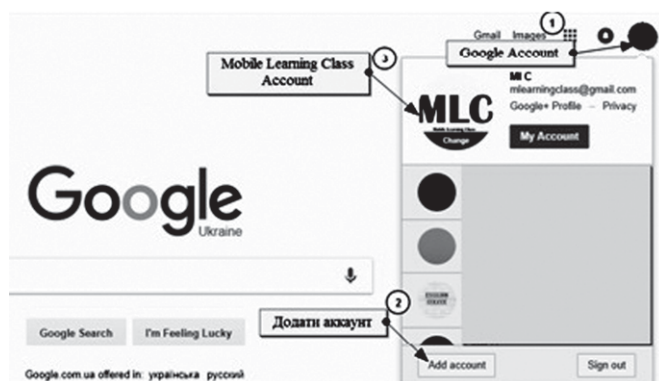 Gmail Images
1
Google Account
3
Mobile Learning Class
Account
MLC
mlearningclass@gmail.com
Google+ Profile – Privacy
MLC
Mobile Learning Class
Change
My Account
Google
Ukraine
2
Додати аккаунт
Google Search
I'm Feeling Lucky
Add account
Sign out
Google.com.ua offered in: українська русский